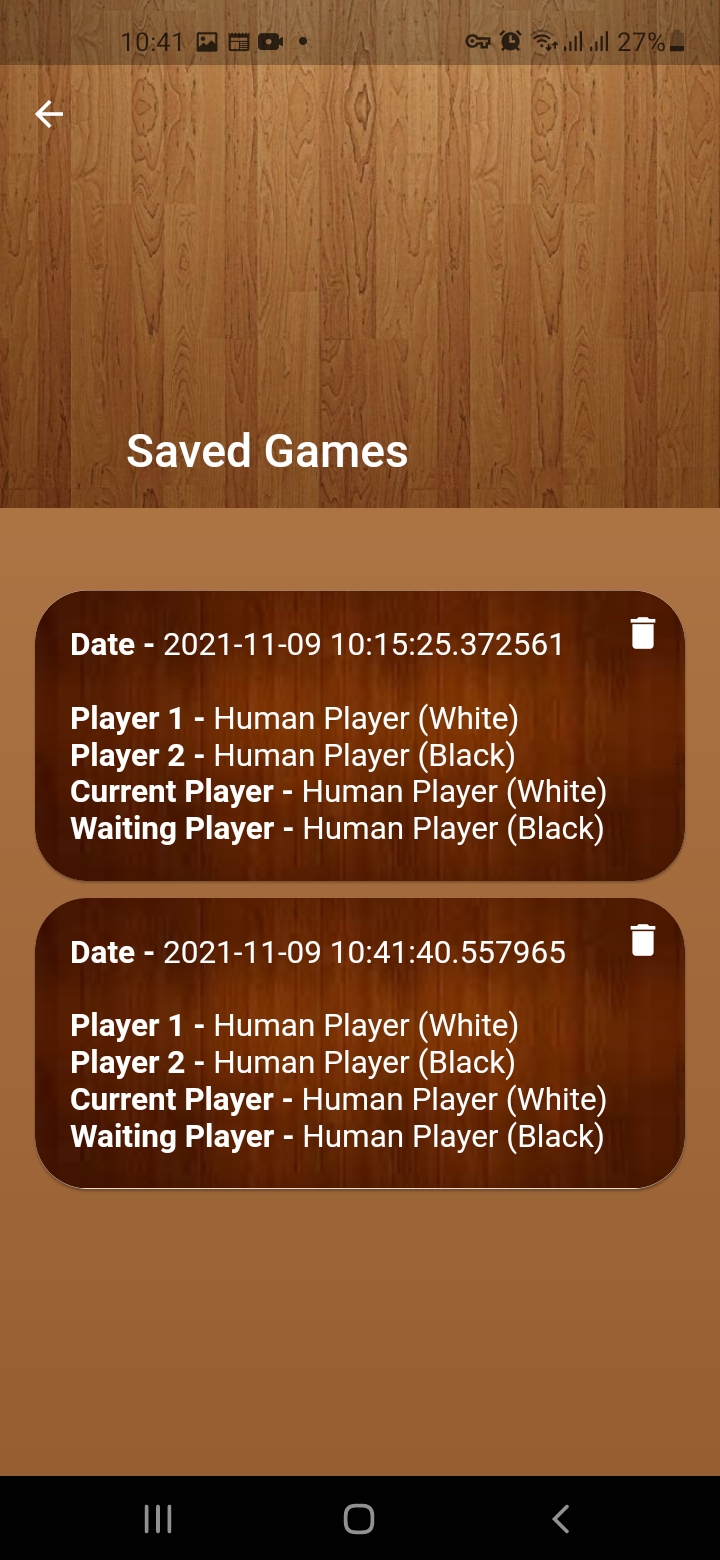 10:41 27%
Saved Games
Date - 2021-11-09 10:15:25.372561
Player 1 - Human Player (White)
Player 2 - Human Player (Black)
Current Player - Human Player (White)
Waiting Player - Human Player (Black)
Date - 2021-11-09 10:41:40.557965
Player 1 - Human Player (White)
Player 2 - Human Player (Black)
Current Player - Human Player (White)
Waiting Player - Human Player (Black)